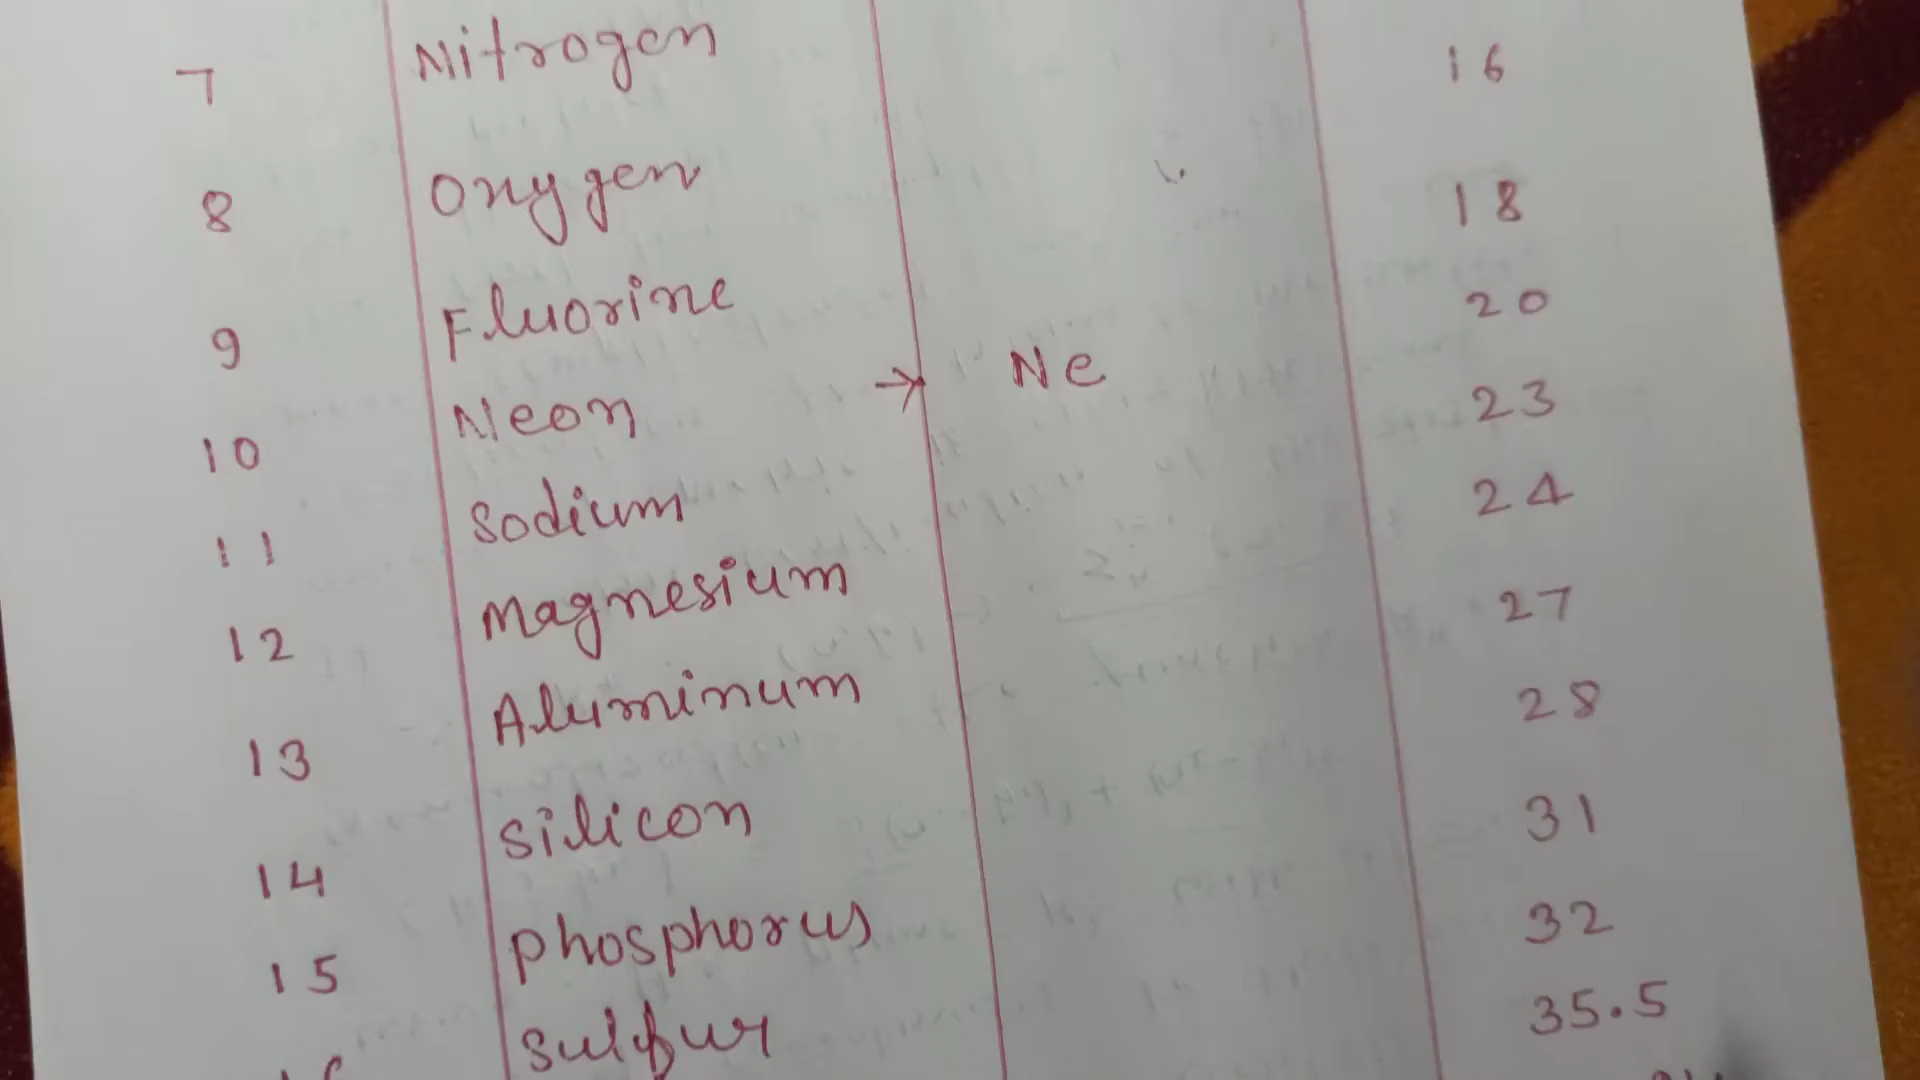 7 Nitrogen 16
8 Oxygen 18
9 Fluorine 20
10 Neon → Ne 23
11 Sodium 24
12 Magnesium 27
13 Aluminum 28
14 Silicon 31
15 Phosphorus 32
Sulfur 35.5